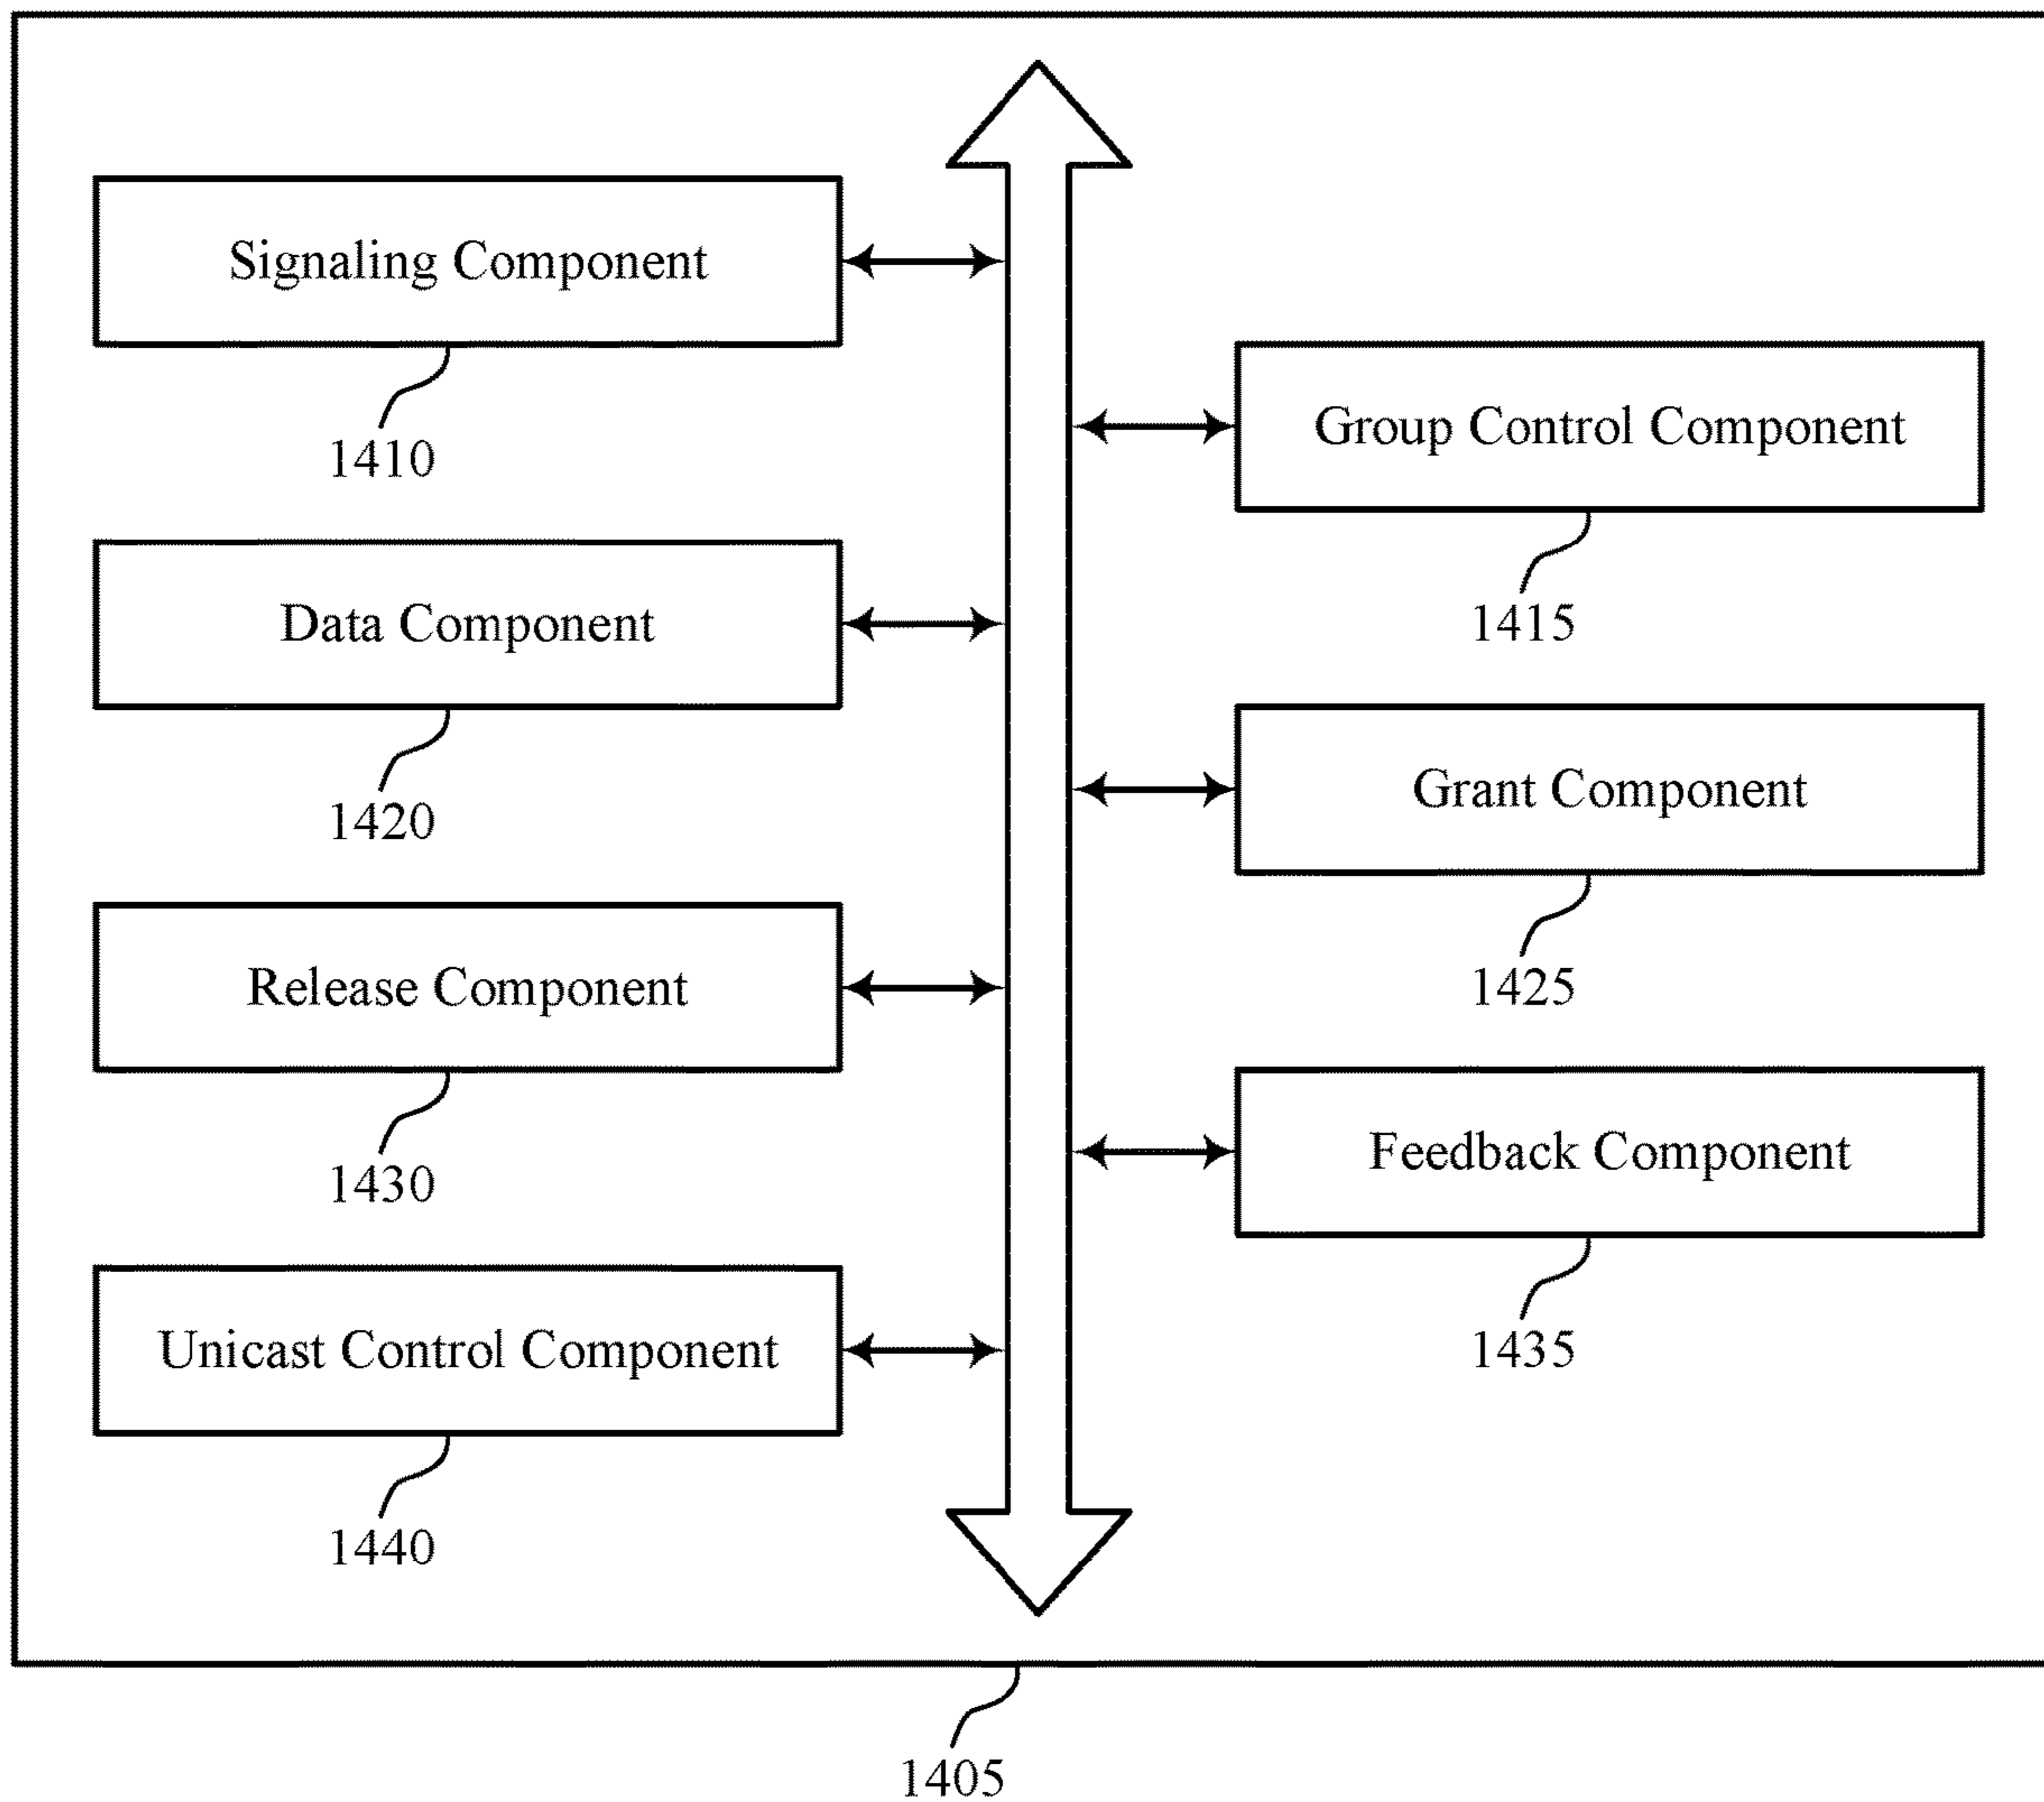 Signaling Component
1410
Group Control Component
1415
Data Component
1420
Grant Component
1425
Release Component
1430
Feedback Component
1435
Unicast Control Component
1440
1405